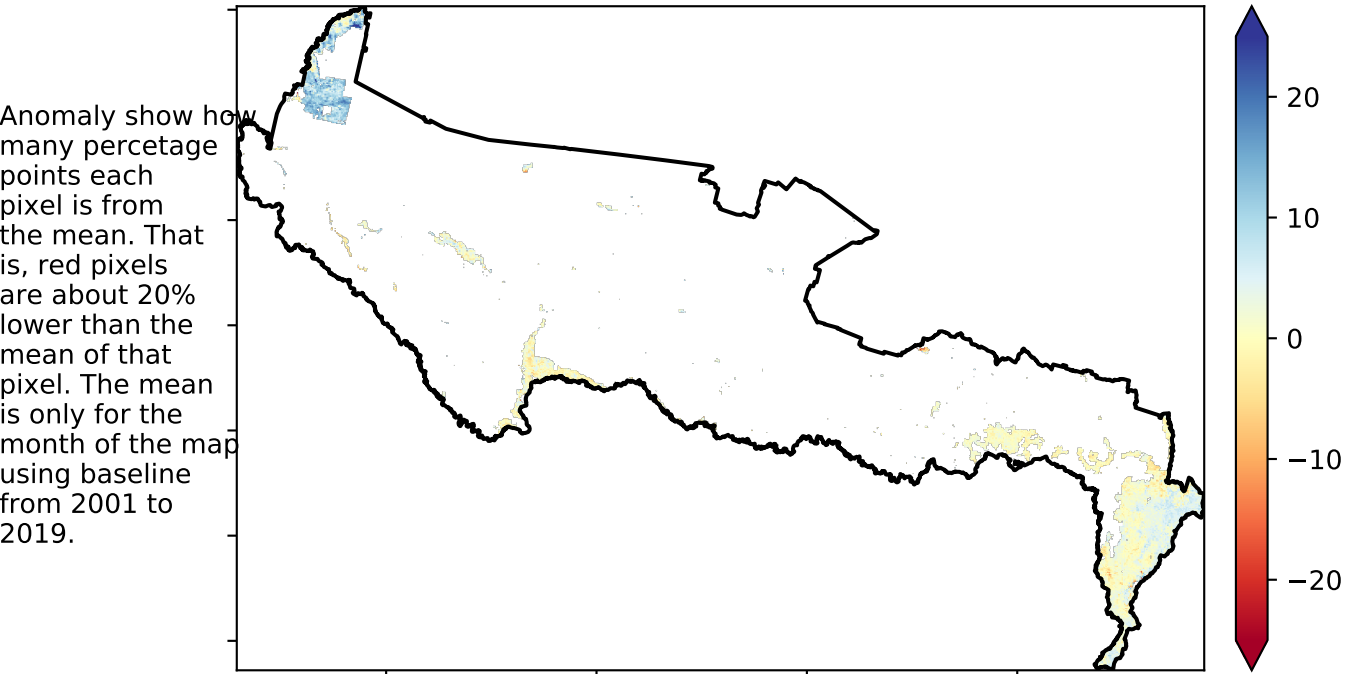 Anomaly show how
many percetage
points each
pixel is from
the mean. That
is, red pixels
are about 20%
lower than the
mean of that
pixel. The mean
is only for the
month of the map
using baseline
from 2001 to
2019.
20
10
0
−10
−20